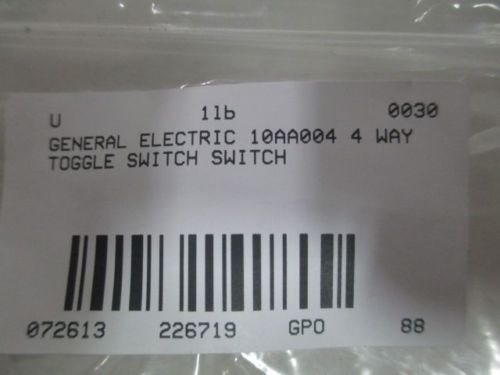 U 1lb 0030
GENERAL ELECTRIC 10AA004 4 WAY
TOGGLE SWITCH SWITCH
072613 226719 GPO 88